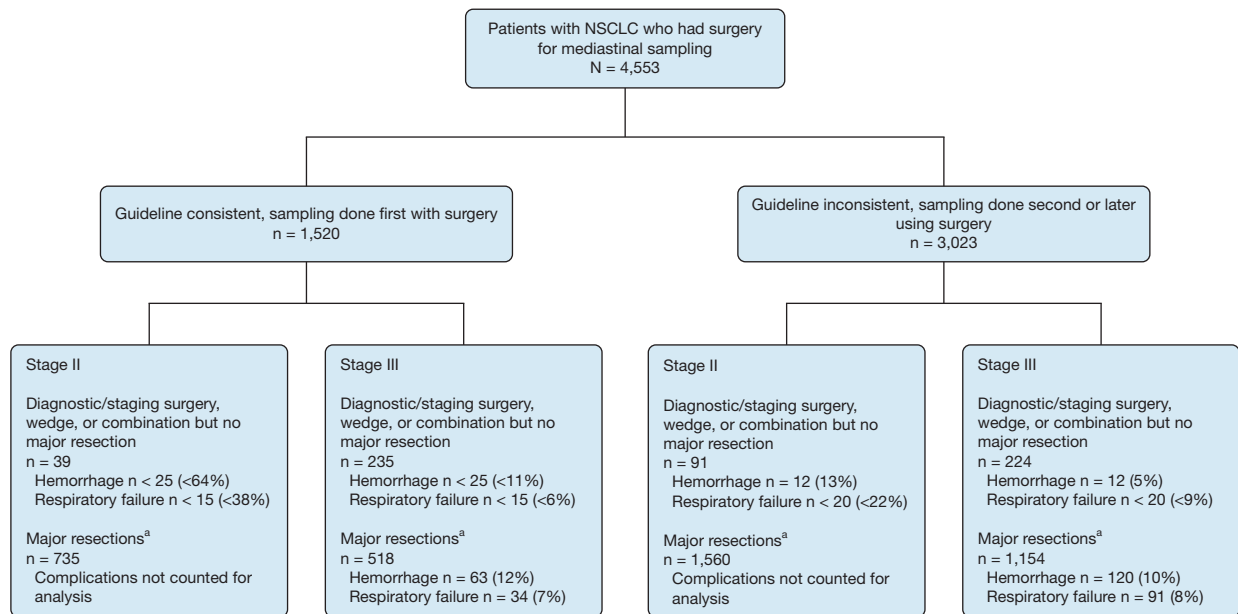 Patients with NSCLC who had surgery
for mediastinal sampling
N = 4,553
Guideline consistent, sampling done first with surgery
n = 1,520
Guideline inconsistent, sampling done second or later
using surgery
n = 3,023
Stage II
Diagnostic/staging surgery,
wedge, or combination but no
major resection
n = 39
Hemorrhage n < 25 (<64%)
Respiratory failure n < 15 (<38%)
Major resectionsª
n = 735
Complications not counted for
analysis
Stage III
Diagnostic/staging surgery,
wedge, or combination but no
major resection
n = 235
Hemorrhage n < 25 (<11%)
Respiratory failure n < 15 (<6%)
Major resectionsª
n = 518
Hemorrhage n = 63 (12%)
Respiratory failure n = 34 (7%)
Stage II
Diagnostic/staging surgery,
wedge, or combination but no
major resection
n = 91
Hemorrhage n = 12 (13%)
Respiratory failure n < 20 (<22%)
Major resectionsª
n = 1,560
Complications not counted for
analysis
Stage III
Diagnostic/staging surgery,
wedge, or combination but no
major resection
n = 224
Hemorrhage n = 12 (5%)
Respiratory failure n < 20 (<9%)
Major resectionsª
n = 1,154
Hemorrhage n = 120 (10%)
Respiratory failure n = 91 (8%)